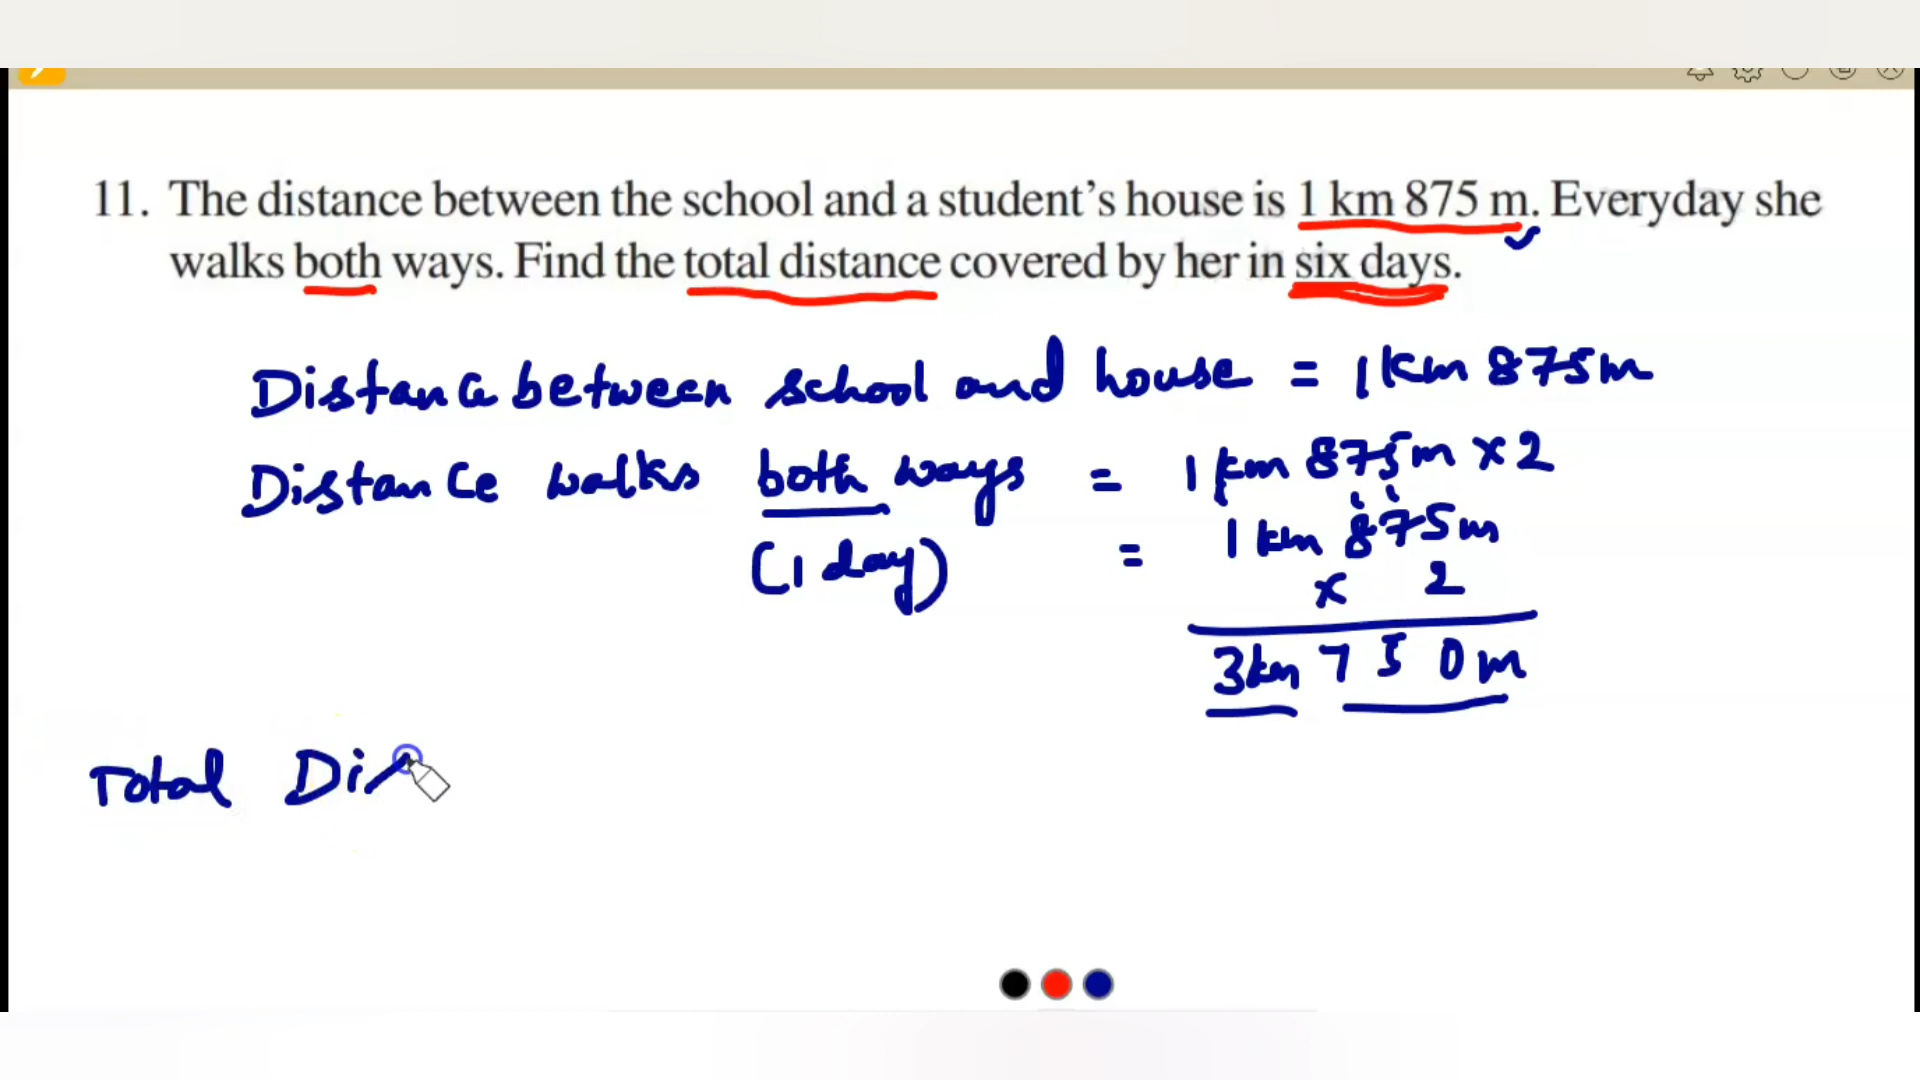 11. The distance between the school and a student's house is 1 km 875 m. Everyday she
walks both ways. Find the total distance covered by her in six days.
Distance between school and house = 1km 875m
Distance walks both ways = 1km 875m x 2
(1 day) = 1km 875m
x 2
3km 750m
Total Dis